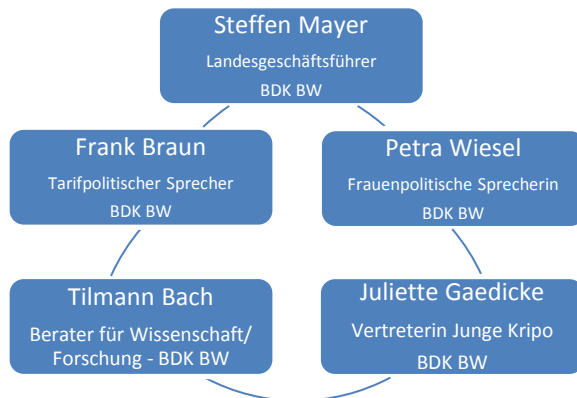 Steffen Mayer
Landesgeschäftsführer
BDK BW
Frank Braun
Tarifpolitischer Sprecher
BDK BW
Petra Wiesel
Frauenpolitische Sprecherin
BDK BW
Tilmann Bach
Berater für Wissenschaft/
Forschung - BDK BW
Juliette Gaedicke
Vertreterin Junge Kripo
BDK BW